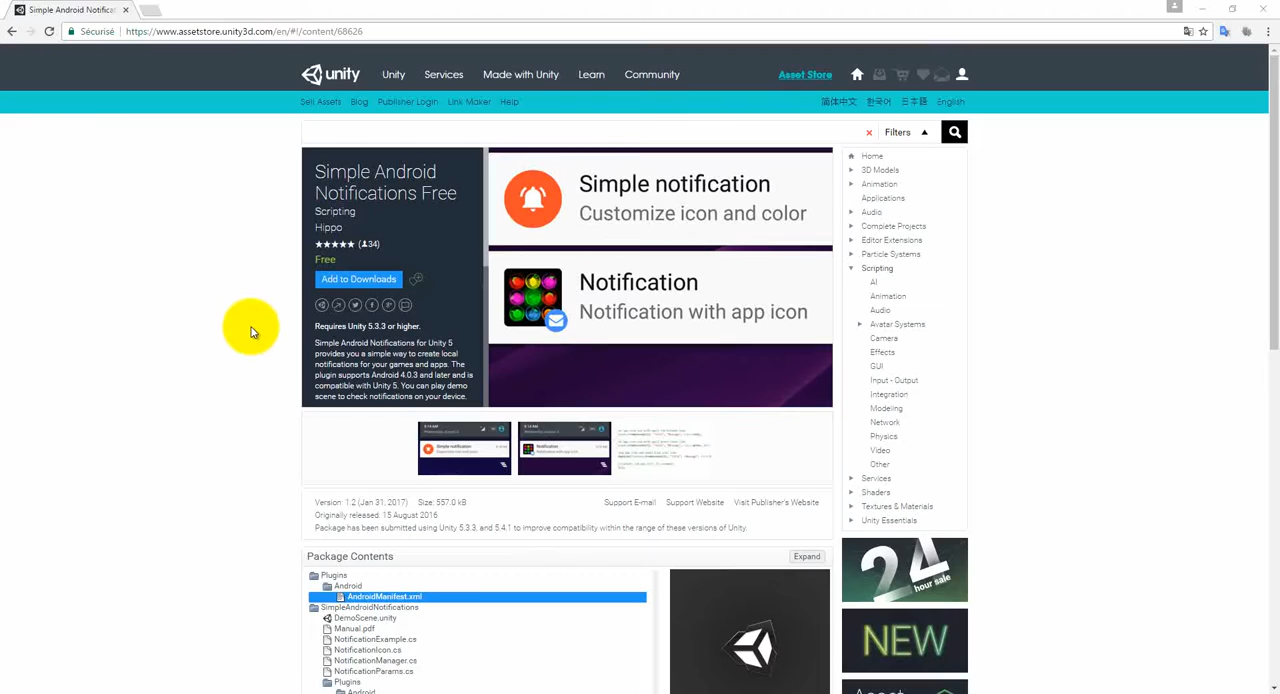 Simple Android Notificat
Sécurisé
https://www.assetstore.unity3d.com/en/#!/content/68626
unity
Unity
Services
Made with Unity
Learn
Community
Asset Store
Sell Assets
Blog
Publisher Login
Link Maker
Help
简体中文
한국어
日本語
English
Filters
Simple Android
Notifications Free
Scripting
Hippo
(34)
Free
Add to Downloads
Requires Unity 5.3.3 or higher.
Simple Android Notifications for Unity 5
provides you a simple way to create local
notifications for your games and apps. The
plugin supports Android 4.0.3 and later and is
compatible with Unity 5. You can play demo
scene to check notifications on your device.
Simple notification
Customize icon and color
Notification
Notification with app icon
Simple notification
Notification
Version: 1.2 (Jan 31, 2017)
Size: 557.0 kB
Support E-mail
Support Website
Visit Publisher's Website
Originally released: 15 August 2016
Package has been submitted using Unity 5.3.3, and 5.4.1 to improve compatibility within the range of these versions of Unity.
Package Contents
Expand
Plugins
Android
AndroidManifest.xml
SimpleAndroidNotifications
DemoScene.unity
Manual.pdf
NotificationExample.cs
NotificationIcon.cs
NotificationManager.cs
NotificationParams.cs
Plugins
Android
Home
3D Models
Animation
Applications
Audio
Complete Projects
Editor Extensions
Particle Systems
Scripting
AI
Animation
Audio
Avatar Systems
Camera
Effects
GUI
Input - Output
Integration
Modeling
Network
Physics
Video
Other
Services
Shaders
Textures & Materials
Unity Essentials
24
hour sale
NEW
Asset